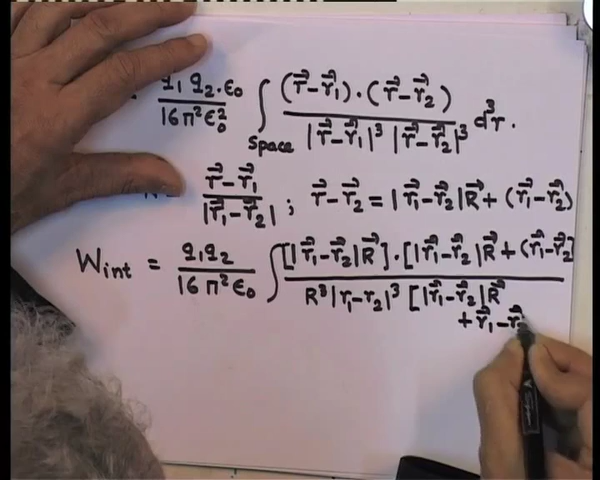 q₁ q₂ . ε₀ / 16 π² ε₀² ∫_Space (r⃗ - r⃗₁) . (r⃗ - r⃗₂) / |r⃗ - r⃗₁|³ |r⃗ - r⃗₂|³ d³r .
r⃗ - r⃗₁ / |r⃗₁ - r⃗₂| ; r⃗ - r⃗₂ = |r⃗₁ - r⃗₂| R⃗ + (r⃗₁ - r⃗₂)
W_int = q₁q₂ / 16 π² ε₀ ∫ [|r⃗₁ - r⃗₂| R⃗] . [|r⃗₁ - r⃗₂| R⃗ + (r⃗₁ - r⃗₂] / R³ |r₁ - r₂|³ [|r⃗₁ - r⃗₂| R⃗
+ r⃗₁ - r⃗₂